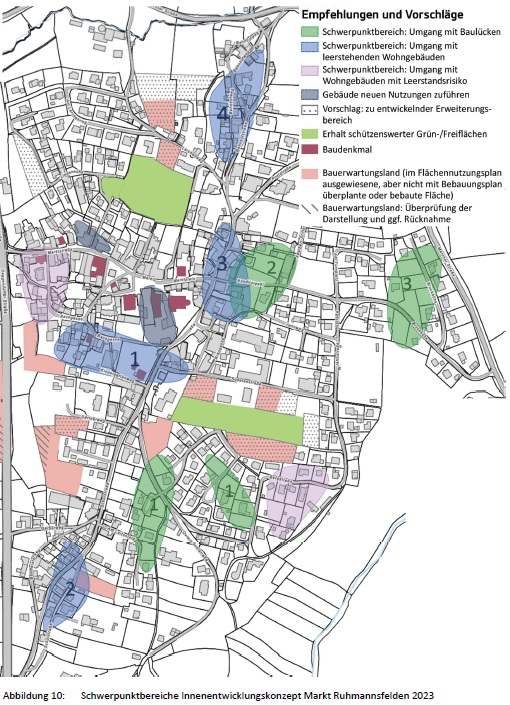 Empfehlungen und Vorschläge
Schwerpunktbereich: Umgang mit Baulücken
Schwerpunktbereich: Umgang mit
leerstehenden Wohngebäuden
Schwerpunktbereich: Umgang mit
Wohngebäuden mit Leerstandsrisiko
Gebäude neuen Nutzungen zuführen
Vorschlag: zu entwickelnder Erweiterungs-
bereich
Erhalt schützenswerter Grün-/Freiflächen
Baudenkmal
Bauerwartungsland (im Flächennutzungsplan
ausgewiesene, aber nicht mit Bebauungsplan
überplante oder bebaute Fläche)
Bauerwartungsland: Überprüfung der
Darstellung und ggf. Rücknahme
4
3
2
3
1
1
1
2
Abbildung 10: Schwerpunktbereiche Innenentwicklungskonzept Markt Ruhmannsfelden 2023